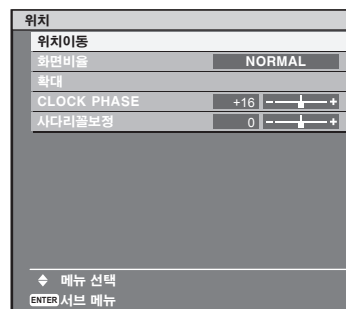 위치
위치이동
화면비율 NORMAL
확대
CLOCK PHASE +16 - +
사다리꼴보정 0 - +
메뉴 선택
ENTER 서브 메뉴